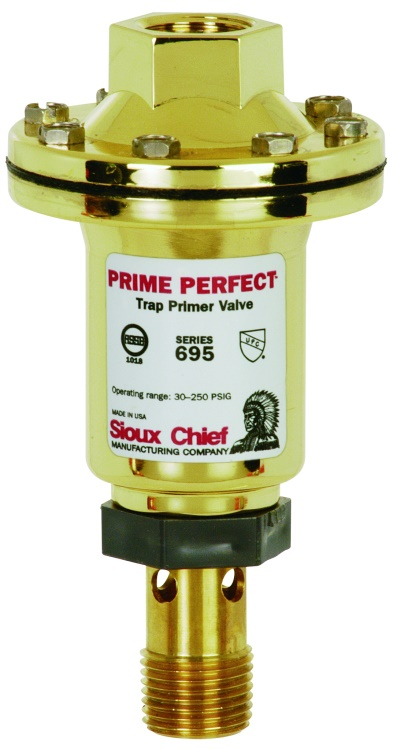 PRIME PERFECT
Trap Primer Valve
ASSE
1018
SERIES
695
UPC
Operating range: 30–250 PSIG
MADE IN USA
Sioux Chief
MANUFACTURING COMPANY